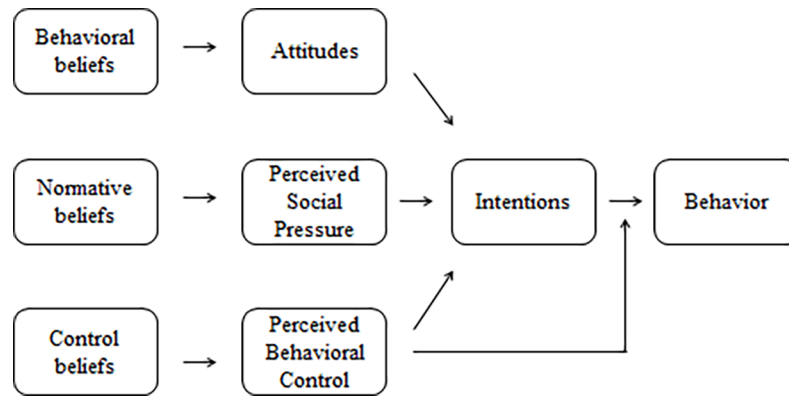 Behavioral
beliefs
Attitudes
Normative
beliefs
Perceived
Social
Pressure
Intentions
Behavior
Control
beliefs
Perceived
Behavioral
Control